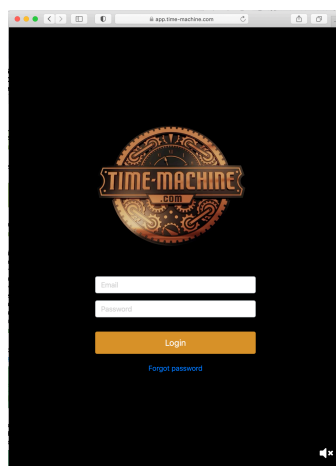 app.time-machine.com
TIME-MACHINE
.com
Email
Password
Login
Forgot password